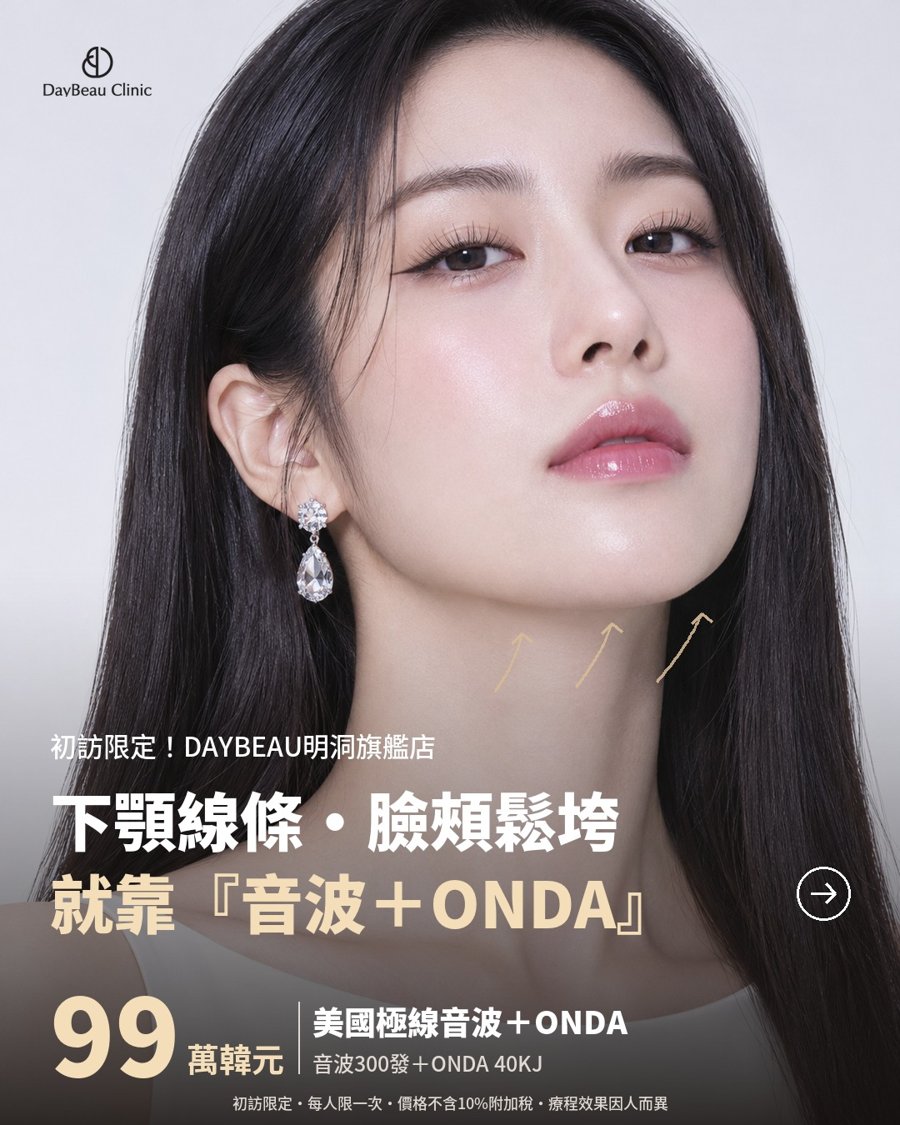 DayBeau Clinic
初訪限定！DAYBEAU明洞旗艦店
下顎線條・臉頰鬆垮
就靠『音波＋ONDA』
99萬韓元
美國極線音波＋ONDA
音波300發＋ONDA 40KJ
初訪限定・每人限一次・價格不含10%附加稅・療程效果因人而異